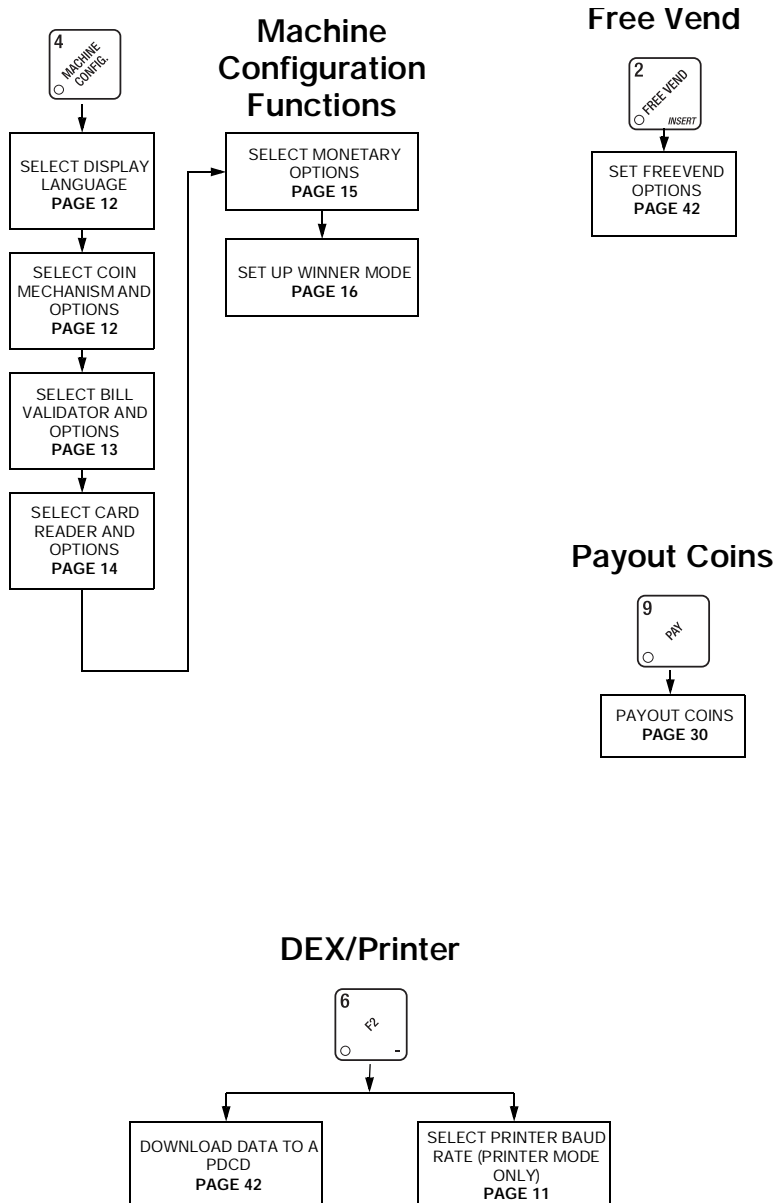 Machine
Configuration
Functions
4
MACHINE
CONFIG.
SELECT DISPLAY
LANGUAGE
PAGE 12
SELECT COIN
MECHANISM AND
OPTIONS
PAGE 12
SELECT BILL
VALIDATOR AND
OPTIONS
PAGE 13
SELECT CARD
READER AND
OPTIONS
PAGE 14
SELECT MONETARY
OPTIONS
PAGE 15
SET UP WINNER MODE
PAGE 16
Free Vend
2
FREE VEND
INSERT
SET FREEVEND
OPTIONS
PAGE 42
Payout Coins
9
PAY
PAYOUT COINS
PAGE 30
DEX/Printer
6
F2
-
DOWNLOAD DATA TO A
PDCD
PAGE 42
SELECT PRINTER BAUD
RATE (PRINTER MODE
ONLY)
PAGE 11